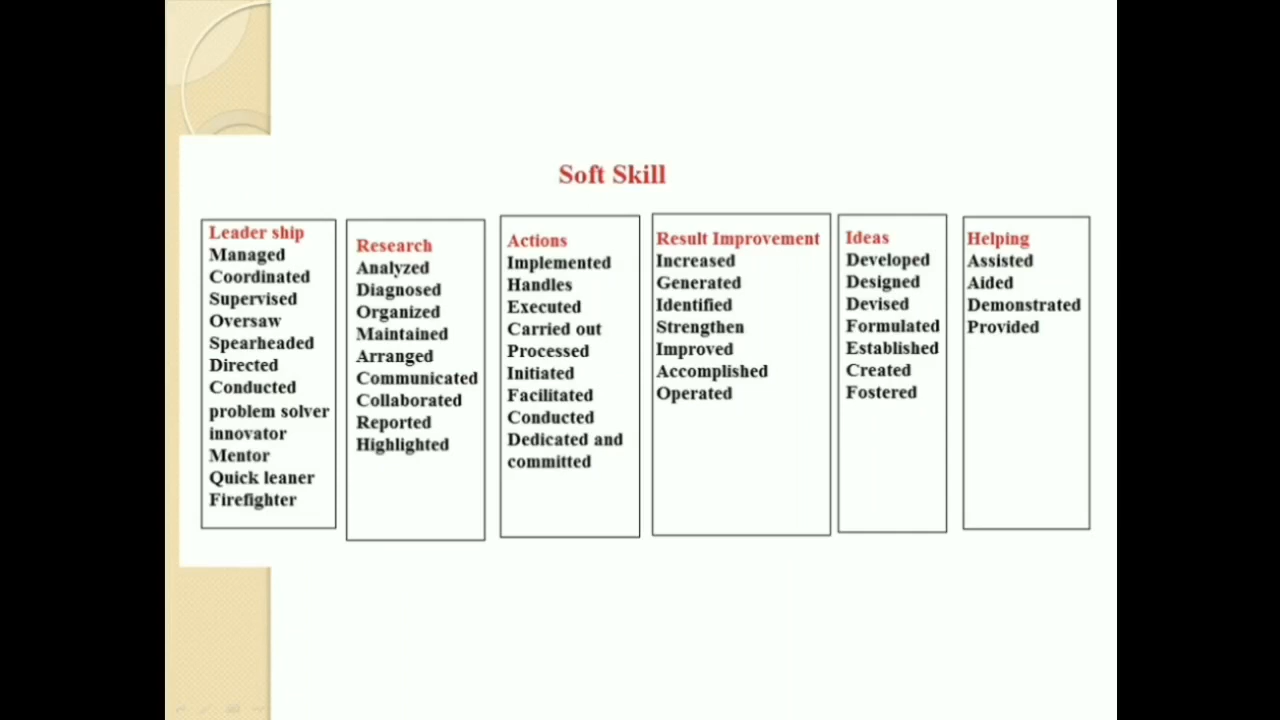 Soft Skill
Leader ship
Managed
Coordinated
Supervised
Oversaw
Spearheaded
Directed
Conducted
problem solver
innovator
Mentor
Quick leaner
Firefighter
Research
Analyzed
Diagnosed
Organized
Maintained
Arranged
Communicated
Collaborated
Reported
Highlighted
Actions
Implemented
Handles
Executed
Carried out
Processed
Initiated
Facilitated
Conducted
Dedicated and
committed
Result Improvement
Increased
Generated
Identified
Strengthen
Improved
Accomplished
Operated
Ideas
Developed
Designed
Devised
Formulated
Established
Created
Fostered
Helping
Assisted
Aided
Demonstrated
Provided